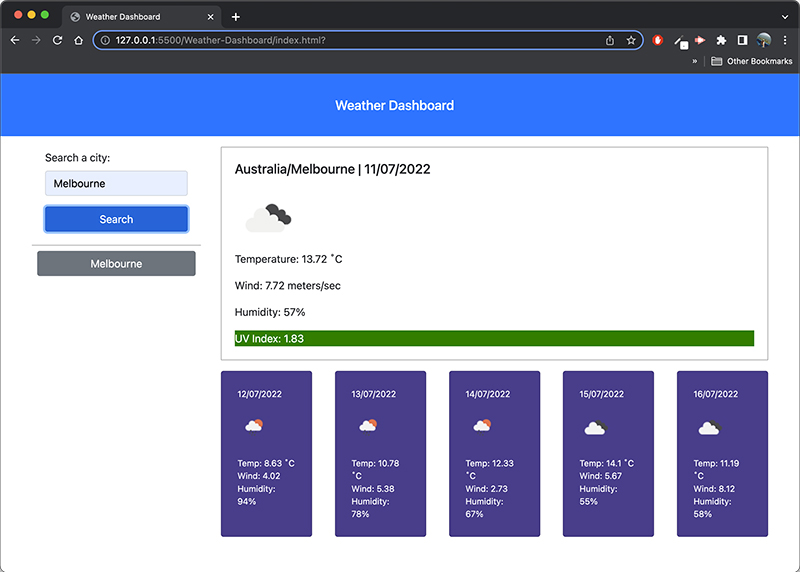 Weather Dashboard
127.0.0.1:5500/Weather-Dashboard/index.html?
» Other Bookmarks
Weather Dashboard
Search a city:
Melbourne
Search
Melbourne
Australia/Melbourne | 11/07/2022
Temperature: 13.72 ˚C
Wind: 7.72 meters/sec
Humidity: 57%
UV Index: 1.83
12/07/2022
Temp: 8.63 ˚C
Wind: 4.02
Humidity:
94%
13/07/2022
Temp: 10.78
˚C
Wind: 5.38
Humidity:
78%
14/07/2022
Temp: 12.33
˚C
Wind: 2.73
Humidity:
67%
15/07/2022
Temp: 14.1 ˚C
Wind: 5.67
Humidity:
55%
16/07/2022
Temp: 11.19
˚C
Wind: 8.12
Humidity:
58%